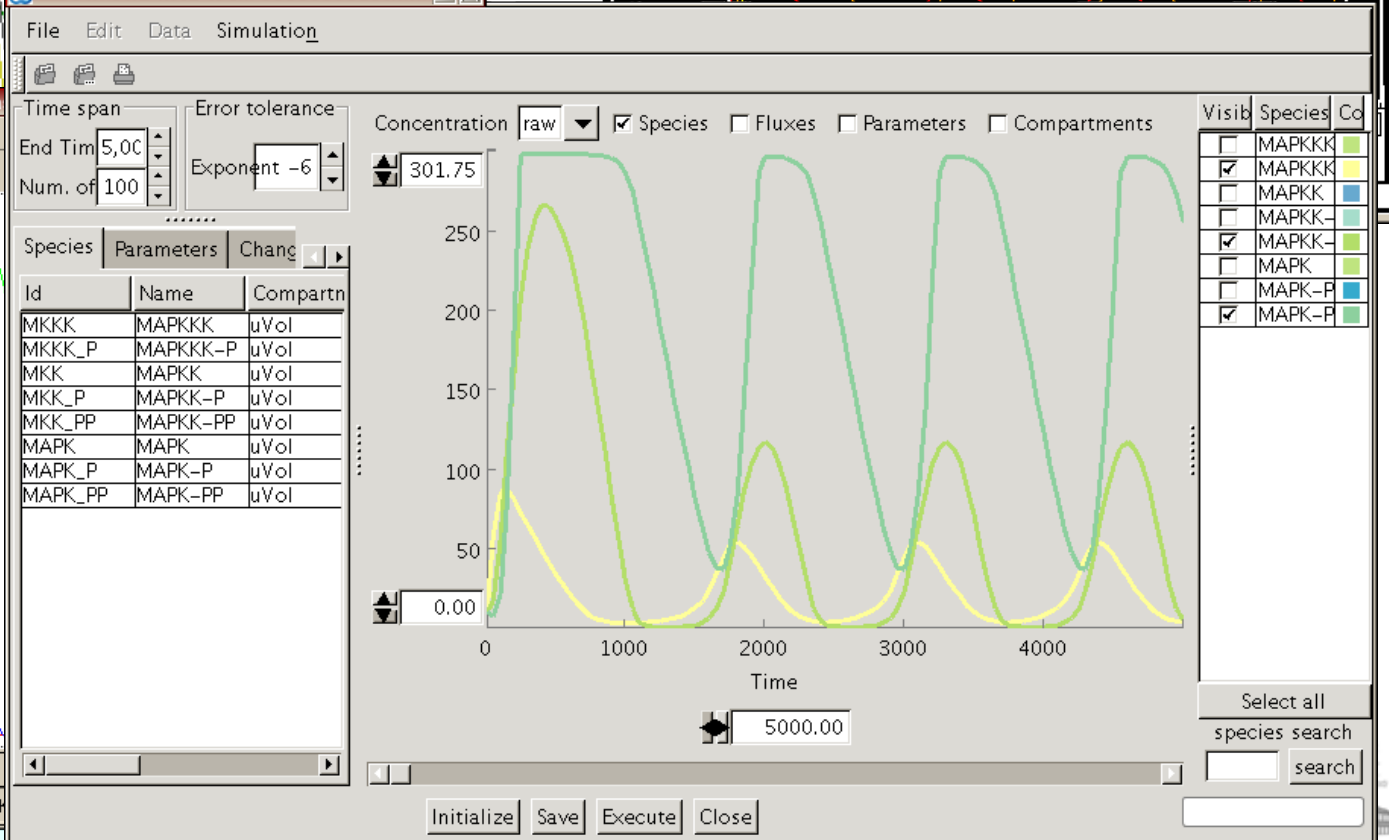 File Edit Data Simulation
Time span
End Tim 5,00
Num. of 100
Error tolerance
Exponent -6
Concentration raw Species Fluxes Parameters Compartments
301.75
250
200
150
100
50
0.00
0 1000 2000 3000 4000
Time
5000.00
Species Parameters Chang
Id Name Compartn
MKKK MAPKKK uVol
MKKK_P MAPKKK-P uVol
MKK MAPKK uVol
MKK_P MAPKK-P uVol
MKK_PP MAPKK-PP uVol
MAPK MAPK uVol
MAPK_P MAPK-P uVol
MAPK_PP MAPK-PP uVol
Visib Species Co
MAPKKK
MAPKKK
MAPKK
MAPKK-
MAPKK-
MAPK
MAPK-P
MAPK-P
Select all
species search
search
Initialize Save Execute Close